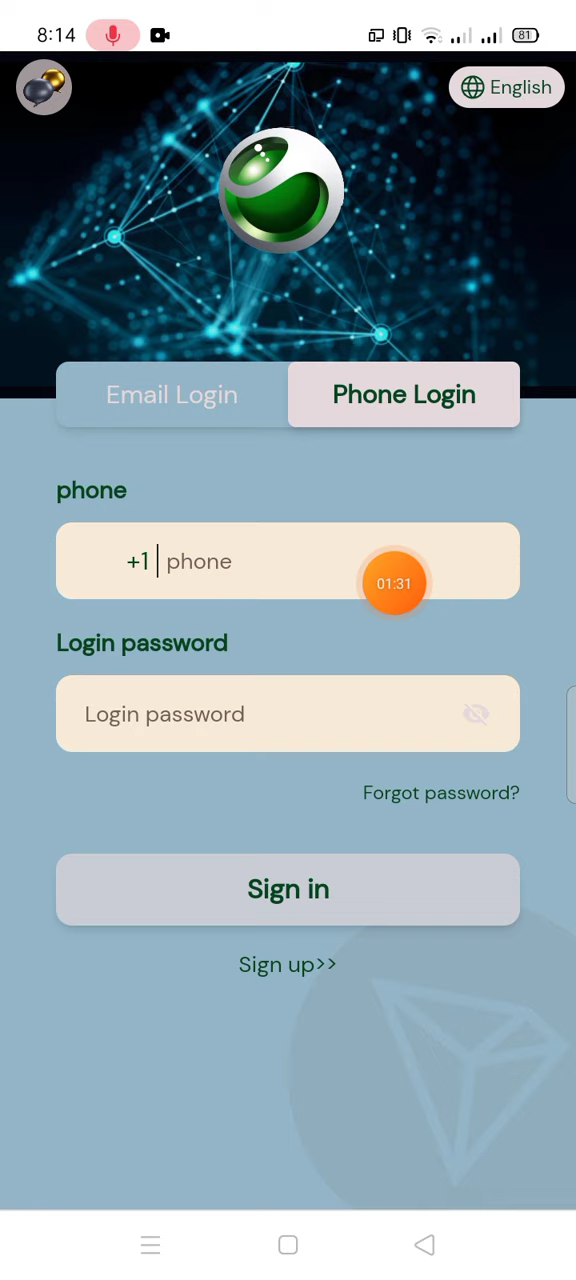 8:14
81
English
Email Login
Phone Login
phone
+1 phone
01:31
Login password
Login password
Forgot password?
Sign in
Sign up>>